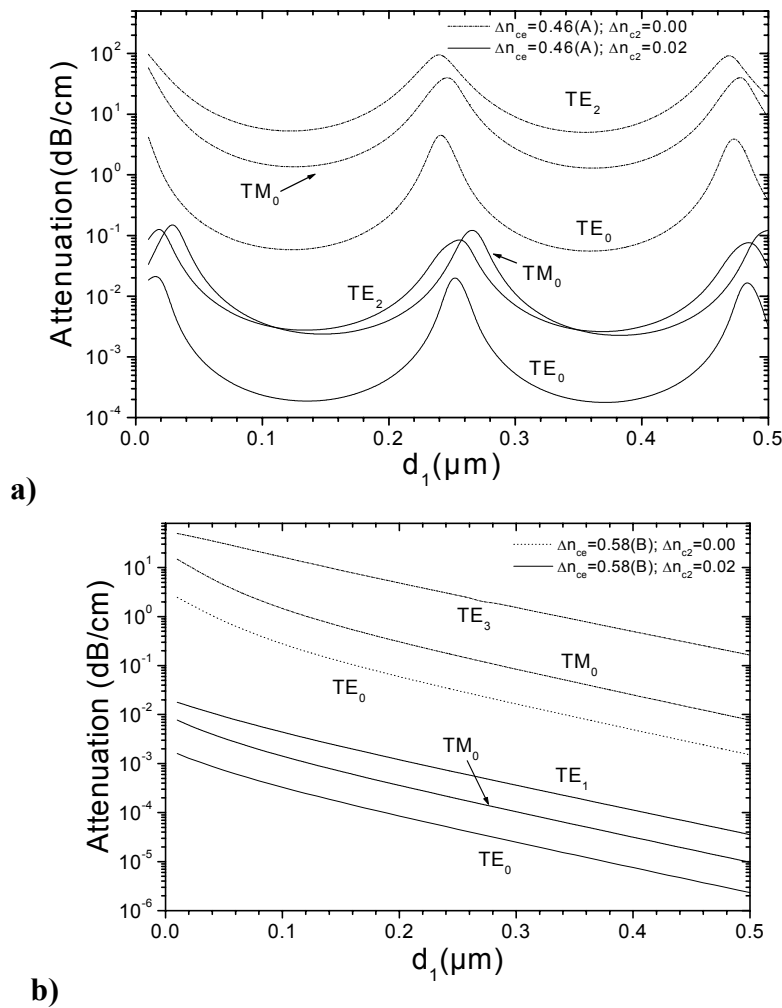 Δn_ce=0.46(A); Δn_c2=0.00
Δn_ce=0.46(A); Δn_c2=0.02
10^2
10^1
10^0
10^-1
10^-2
10^-3
10^-4
Attenuation(dB/cm)
TE_2
TM_0
TE_0
TM_0
TE_2
TE_0
0.0 0.1 0.2 0.3 0.4 0.5
d_1(μm)
a)
Δn_ce=0.58(B); Δn_c2=0.00
Δn_ce=0.58(B); Δn_c2=0.02
10^1
10^0
10^-1
10^-2
10^-3
10^-4
10^-5
10^-6
Attenuation (dB/cm)
TE_3
TM_0
TE_0
TM_0
TE_1
TE_0
0.0 0.1 0.2 0.3 0.4 0.5
d_1(μm)
b)